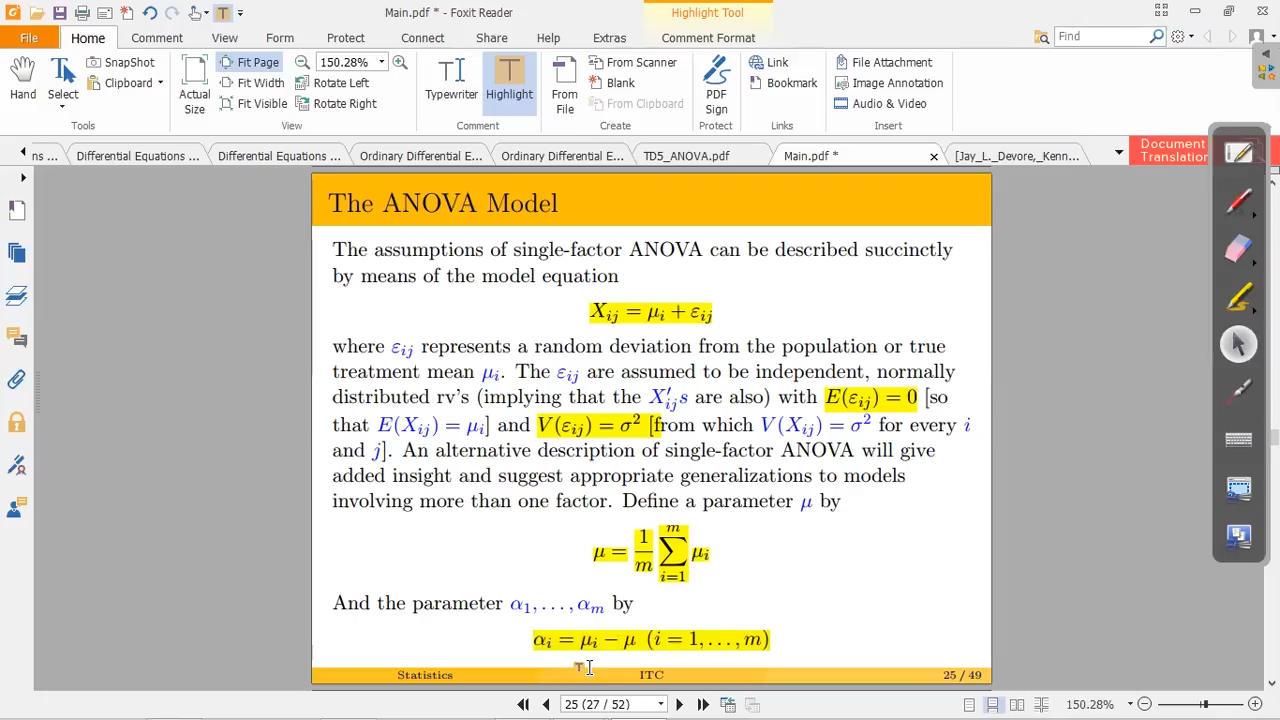 Main.pdf * - Foxit Reader
Highlight Tool
File Home Comment View Form Protect Connect Share Help Extras Comment Format Find
Hand
Select
SnapShot
Clipboard
Tools
Actual Size
Fit Page
Fit Width
Fit Visible
150.28%
Rotate Left
Rotate Right
View
Typewriter
Highlight
Comment
From File
From Scanner
Blank
From Clipboard
Create
PDF Sign
Protect
Link
Bookmark
Links
File Attachment
Image Annotation
Audio & Video
Insert
ns ... Differential Equations ... Differential Equations ... Ordinary Differential E... Ordinary Differential E... TD5_ANOVA.pdf Main.pdf * [Jay_L._Devore,_Kenn...
Document Translation
The ANOVA Model
The assumptions of single-factor ANOVA can be described succinctly
by means of the model equation
X_ij = μ_i + ε_ij
where ε_ij represents a random deviation from the population or true
treatment mean μ_i. The ε_ij are assumed to be independent, normally
distributed rv's (implying that the X′_ij s are also) with E(ε_ij) = 0 [so
that E(X_ij) = μ_i] and V(ε_ij) = σ² [from which V(X_ij) = σ² for every i
and j]. An alternative description of single-factor ANOVA will give
added insight and suggest appropriate generalizations to models
involving more than one factor. Define a parameter μ by
μ = 1/m ∑_{i=1}^{m} μ_i
And the parameter α_1, . . . , α_m by
α_i = μ_i − μ (i = 1, . . . , m)
Statistics ITC 25 / 49
25 (27 / 52) 150.28%